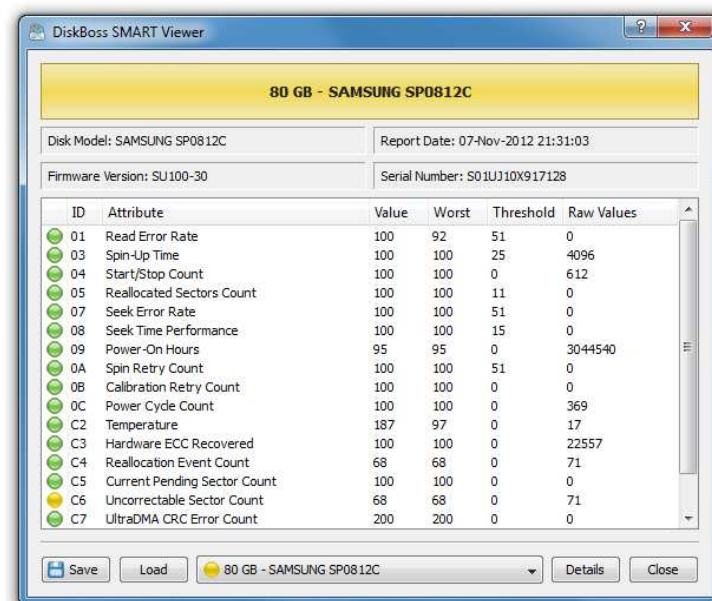 DiskBoss SMART Viewer
80 GB - SAMSUNG SP0812C
Disk Model: SAMSUNG SP0812C Report Date: 07-Nov-2012 21:31:03
Firmware Version: SU100-30 Serial Number: S01UJ10X917128
ID Attribute Value Worst Threshold Raw Values
01 Read Error Rate 100 92 51 0
03 Spin-Up Time 100 100 25 4096
04 Start/Stop Count 100 100 0 612
05 Reallocated Sectors Count 100 100 11 0
07 Seek Error Rate 100 100 51 0
08 Seek Time Performance 100 100 15 0
09 Power-On Hours 95 95 0 3044540
0A Spin Retry Count 100 100 51 0
0B Calibration Retry Count 100 100 0 0
0C Power Cycle Count 100 100 0 369
C2 Temperature 187 97 0 17
C3 Hardware ECC Recovered 100 100 0 22557
C4 Reallocation Event Count 68 68 0 71
C5 Current Pending Sector Count 100 100 0 0
C6 Uncorrectable Sector Count 68 68 0 71
C7 UltraDMA CRC Error Count 200 200 0 0
Save Load 80 GB - SAMSUNG SP0812C Details Close